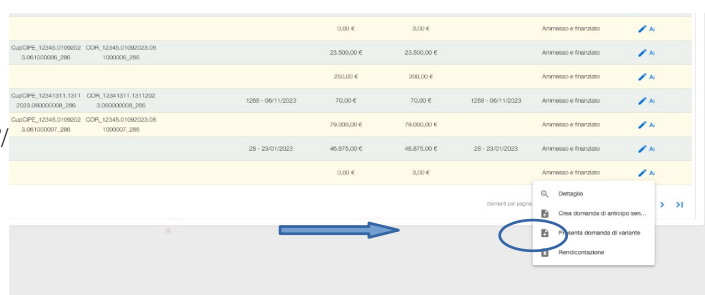 0,00 € 3,00 € Ammesso e finanziato
CupCIPE_12345.0109202 COR_12345.01092023.06 23.500,00 € 23.500,00 € Ammesso e finanziato
3.061000006_286 1000006_286
250,00 € 200,00 € Ammesso e finanziato
CupCIPE_12341311.1311 COR_12341311.1311202 1268 - 06/11/2023 70,00 € 70,00 € 1268 - 06/11/2023 Ammesso e finanziato
2023.060000008_286 3.060000008_286
CupCIPE_12345.0109202 COR_12345.01092023.06 79.000,00 € 79.000,00 € Ammesso e finanziato
3.061000007_286 1000007_286
28 - 23/01/2023 46.875,00 € 46.875,00 € 28 - 23/01/2023 Ammesso e finanziato
0,00 € 3,00 € Ammesso e finanziato
Elementi per pagina
Dettaglio
Crea domanda di anticipo sen...
Presenta domanda di variante
Rendicontazione